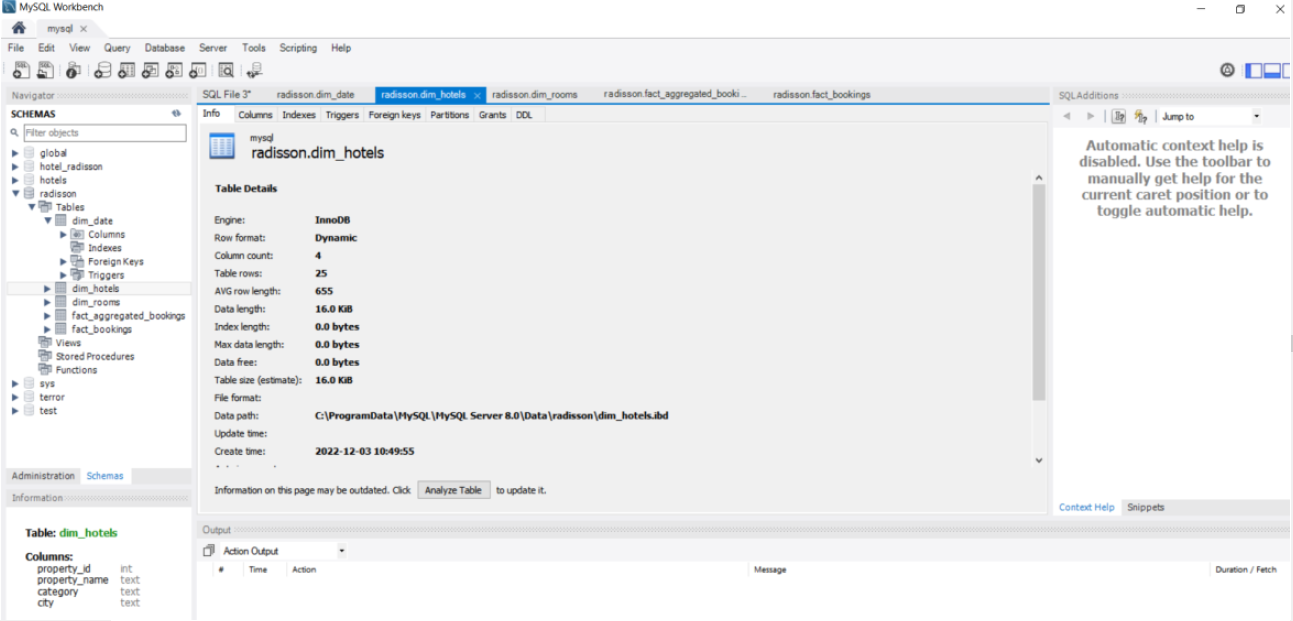 MySQL Workbench
mysql ×
File Edit View Query Database Server Tools Scripting Help
Navigator
SCHEMAS
Filter objects
global
hotel_radisson
hotels
radisson
Tables
dim_date
Columns
Indexes
Foreign Keys
Triggers
dim_hotels
dim_rooms
fact_aggregated_bookings
fact_bookings
Views
Stored Procedures
Functions
sys
terror
test
Administration Schemas
Information
Table: dim_hotels
Columns:
property_id int
property_name text
category text
city text
SQL File 3* radisson.dim_date radisson.dim_hotels × radisson.dim_rooms radisson.fact_aggregated_booki... radisson.fact_bookings
Info Columns Indexes Triggers Foreign keys Partitions Grants DDL
mysql
radisson.dim_hotels
Table Details
Engine: InnoDB
Row format: Dynamic
Column count: 4
Table rows: 25
AVG row length: 655
Data length: 16.0 KiB
Index length: 0.0 bytes
Max data length: 0.0 bytes
Data free: 0.0 bytes
Table size (estimate): 16.0 KiB
File format:
Data path: C:\ProgramData\MySQL\MySQL Server 8.0\Data\radisson\dim_hotels.ibd
Update time:
Create time: 2022-12-03 10:49:55
Information on this page may be outdated. Click Analyze Table to update it.
Output
Action Output
# Time Action Message Duration / Fetch
SQLAdditions
Jump to
Automatic context help is
disabled. Use the toolbar to
manually get help for the
current caret position or to
toggle automatic help.
Context Help Snippets